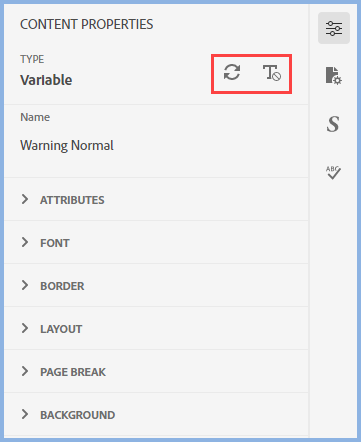 CONTENT PROPERTIES
TYPE
Variable
Name
Warning Normal
ATTRIBUTES
FONT
BORDER
LAYOUT
PAGE BREAK
BACKGROUND
S
ABC